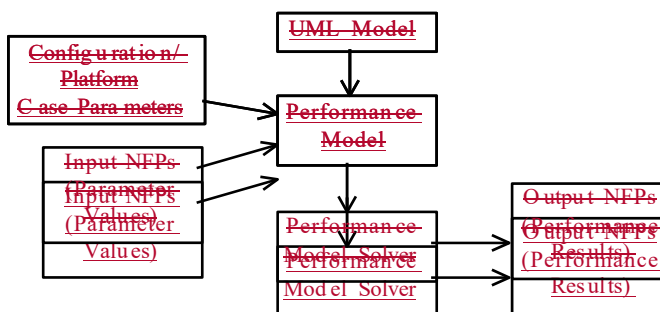 UML Model
Configuration/
Platform
Case Parameters
Performance
Model
Input NFPs
(Parameter
Values)
Input NFPs
(Parameter
Values)
Performance
Model Solver
Performance
Model Solver
Output NFPs
(Performance
Results)
Output NFPs
(Performance
Results)